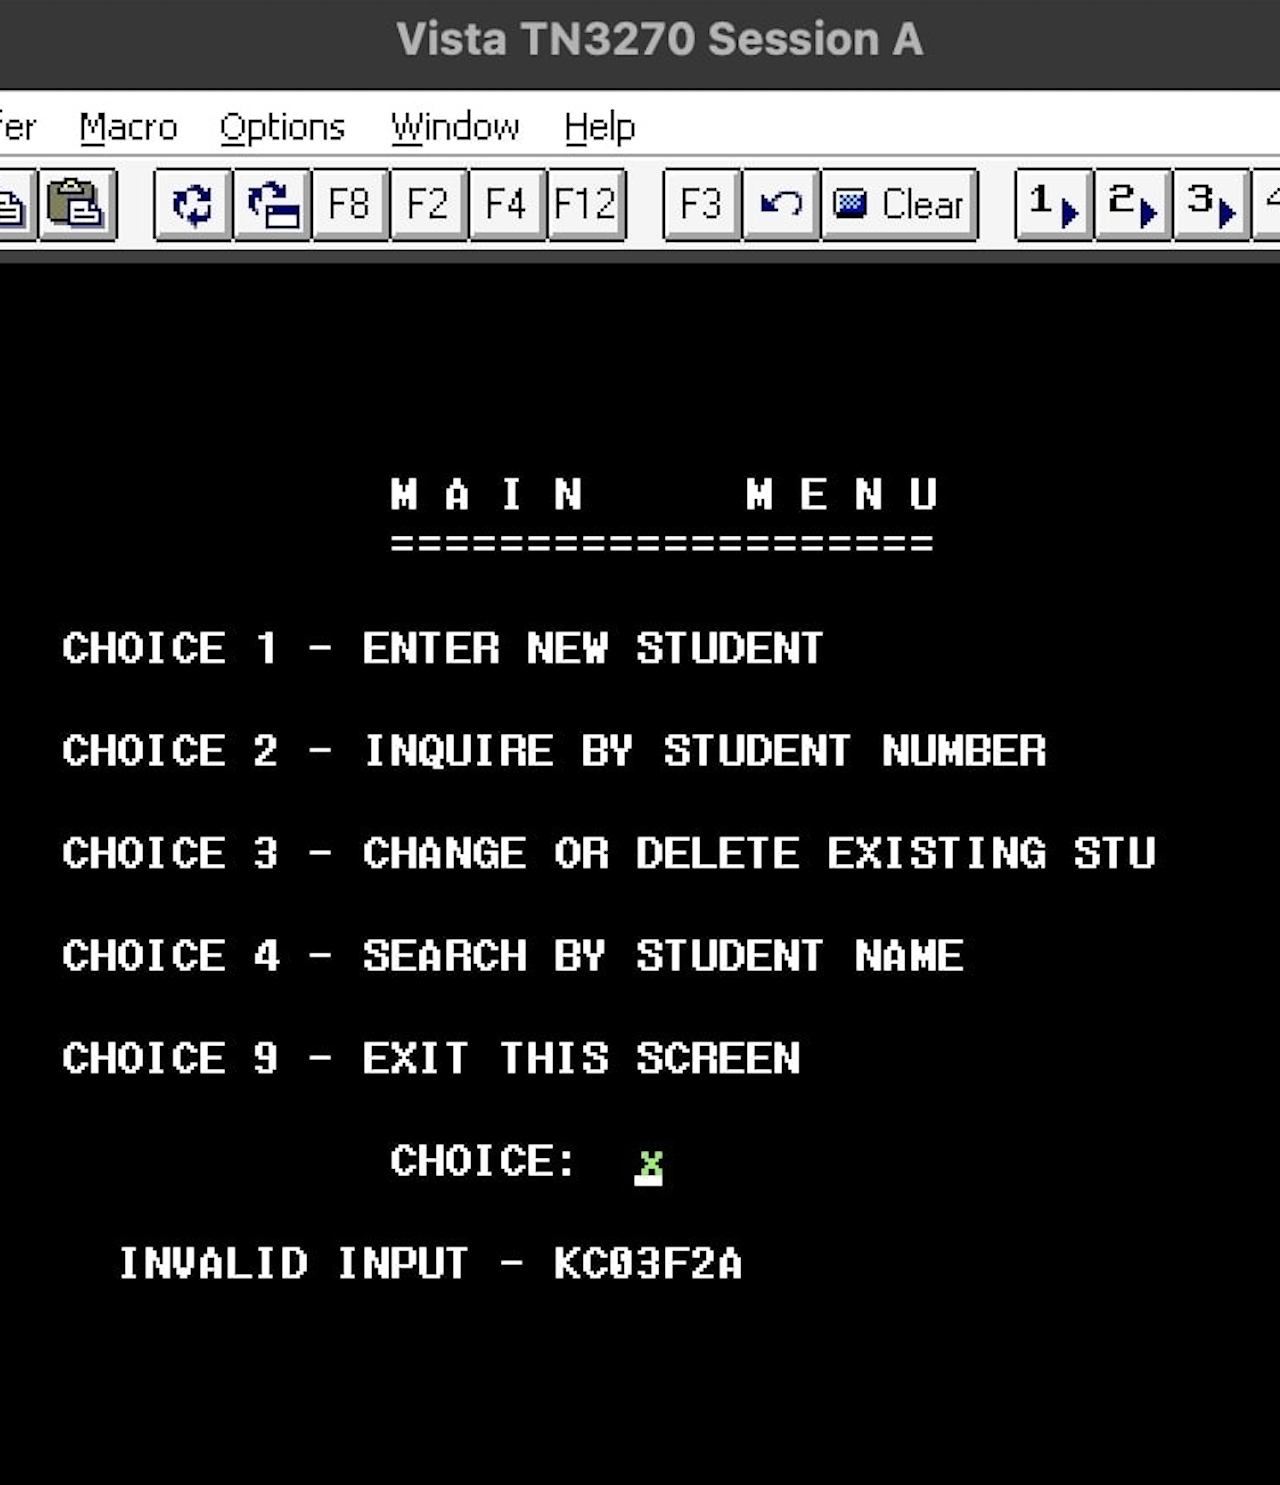 Vista TN3270 Session A
fer Macro Options Window Help
F8 F2 F4 F12 F3 Clear 1 2 3 4
M A I N M E N U
====================
CHOICE 1 - ENTER NEW STUDENT
CHOICE 2 - INQUIRE BY STUDENT NUMBER
CHOICE 3 - CHANGE OR DELETE EXISTING STU
CHOICE 4 - SEARCH BY STUDENT NAME
CHOICE 9 - EXIT THIS SCREEN
CHOICE: x
INVALID INPUT - KC03F2A